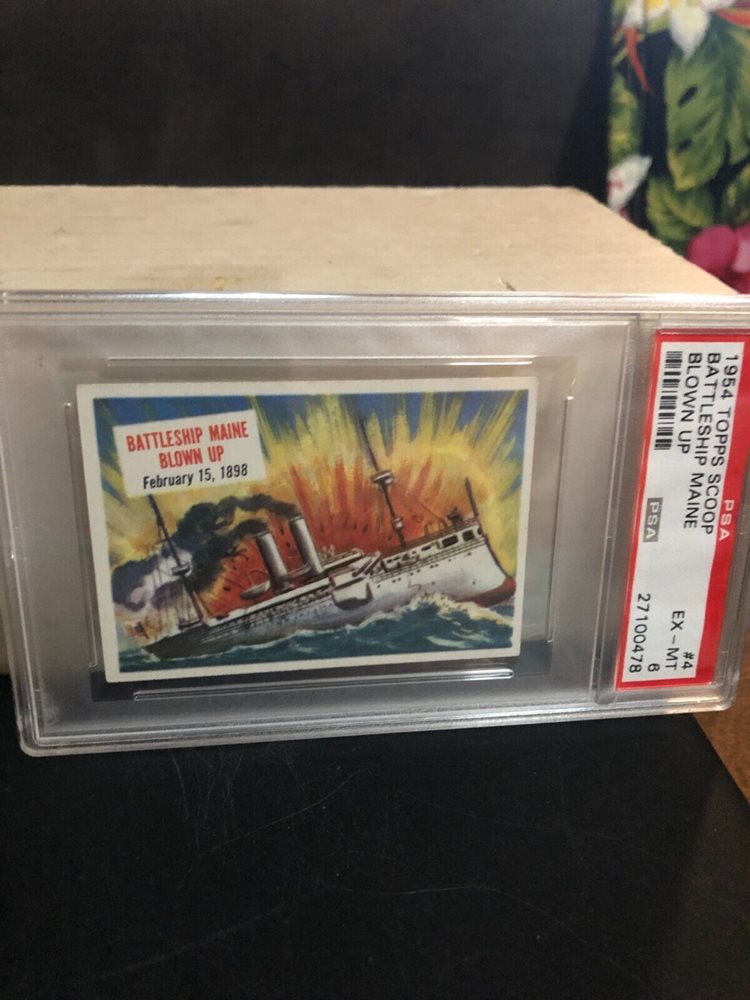 BATTLESHIP MAINE
BLOWN UP
February 15, 1898
1954 TOPPS SCOOP
BATTLESHIP MAINE
BLOWN UP
#4
EX-MT
6
27100478
PSA
PSA